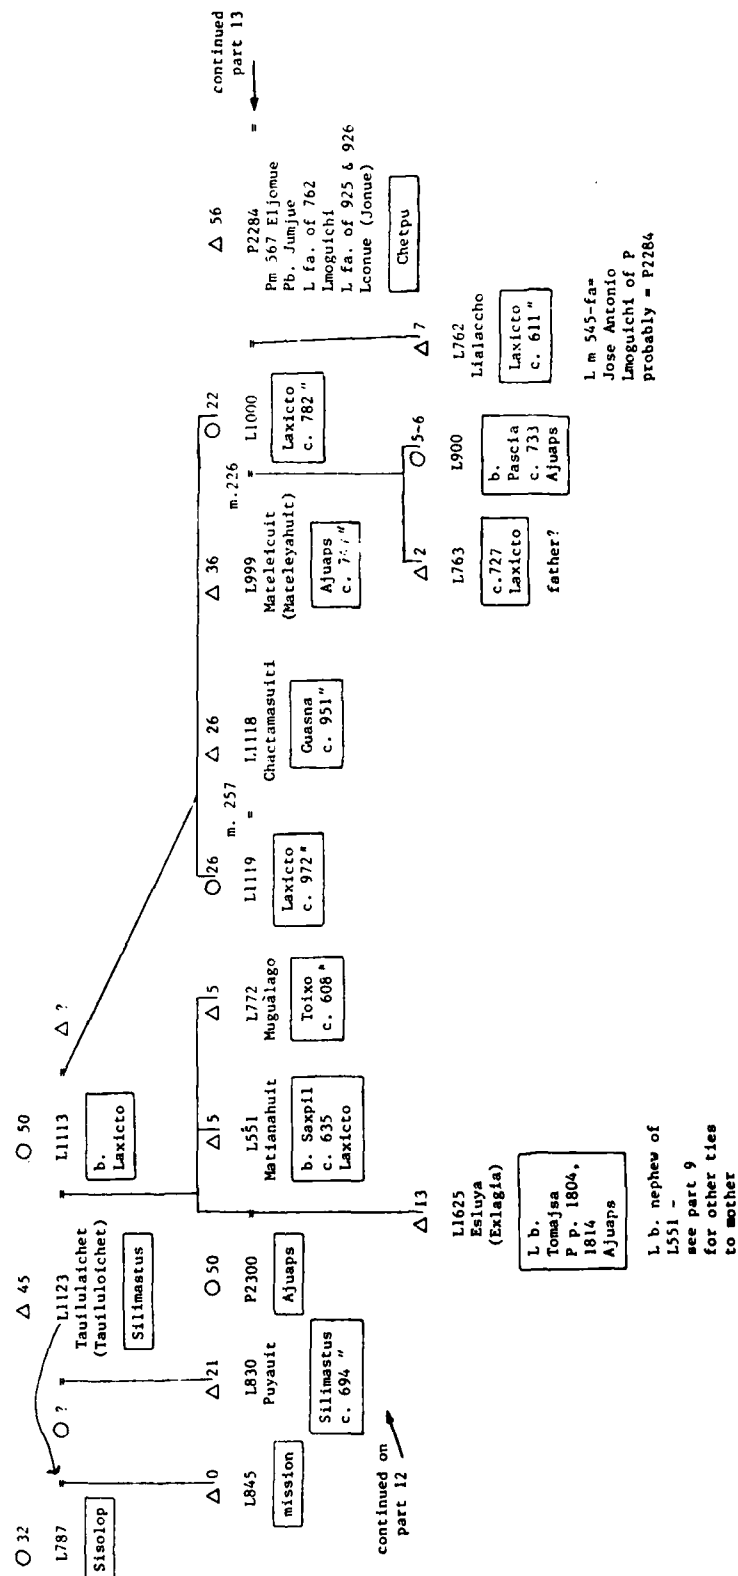 ○ 32
L787
Sisolop
○ ?
△ 45
L1123
Tauilulaichet
(Tauiluloichet)
Silimastus
○ 50
L1113
b.
Laxicto
△ ?
=
△ 0
L845
mission
△ 21
L830
Puyauit
Silimastus
c. 694 "
continued on
part 12
○ 50
P2300
Ajuaps
=
△ 15
L551
Matianahuit
b. Saxpil
c. 635
Laxicto
△ 15
L772
Muguàlago
Toixo
c. 608 "
○ 26
L1119
Laxicto
c. 972 "
m. 257
=
△ 26
L1118
Chactamasuiti
Guasna
c. 951"
△ 36
L999
Mateleicuit
(Mateleyahuit)
Ajuaps
c.
m.226
=
○ 22
L1000
Laxicto
c. 782 "
=
△ 56
P2284
Pm 567 Eljomue
Pb. Jumjue
L fa. of 762
Lmoguichi
L fa. of 925 & 926
Lconue (Jonue)
Chetpu
=
continued
part 13
△ 13
L1625
Esluya
(Exlagia)
L b.
Tomajsa
P p. 1804,
1814
Ajuaps
L b. nephew of
L551 -
see part 9
for other ties
to mother
△ 2
L763
c.727
Laxicto
father?
○ 5-6
L900
b.
Pascia
c. 733
Ajuaps
△ 7
L762
Lialaccho
Laxicto
c. 611"
L m 545-fa=
Jose Antonio
Lmoguichi of P
probably = P2284